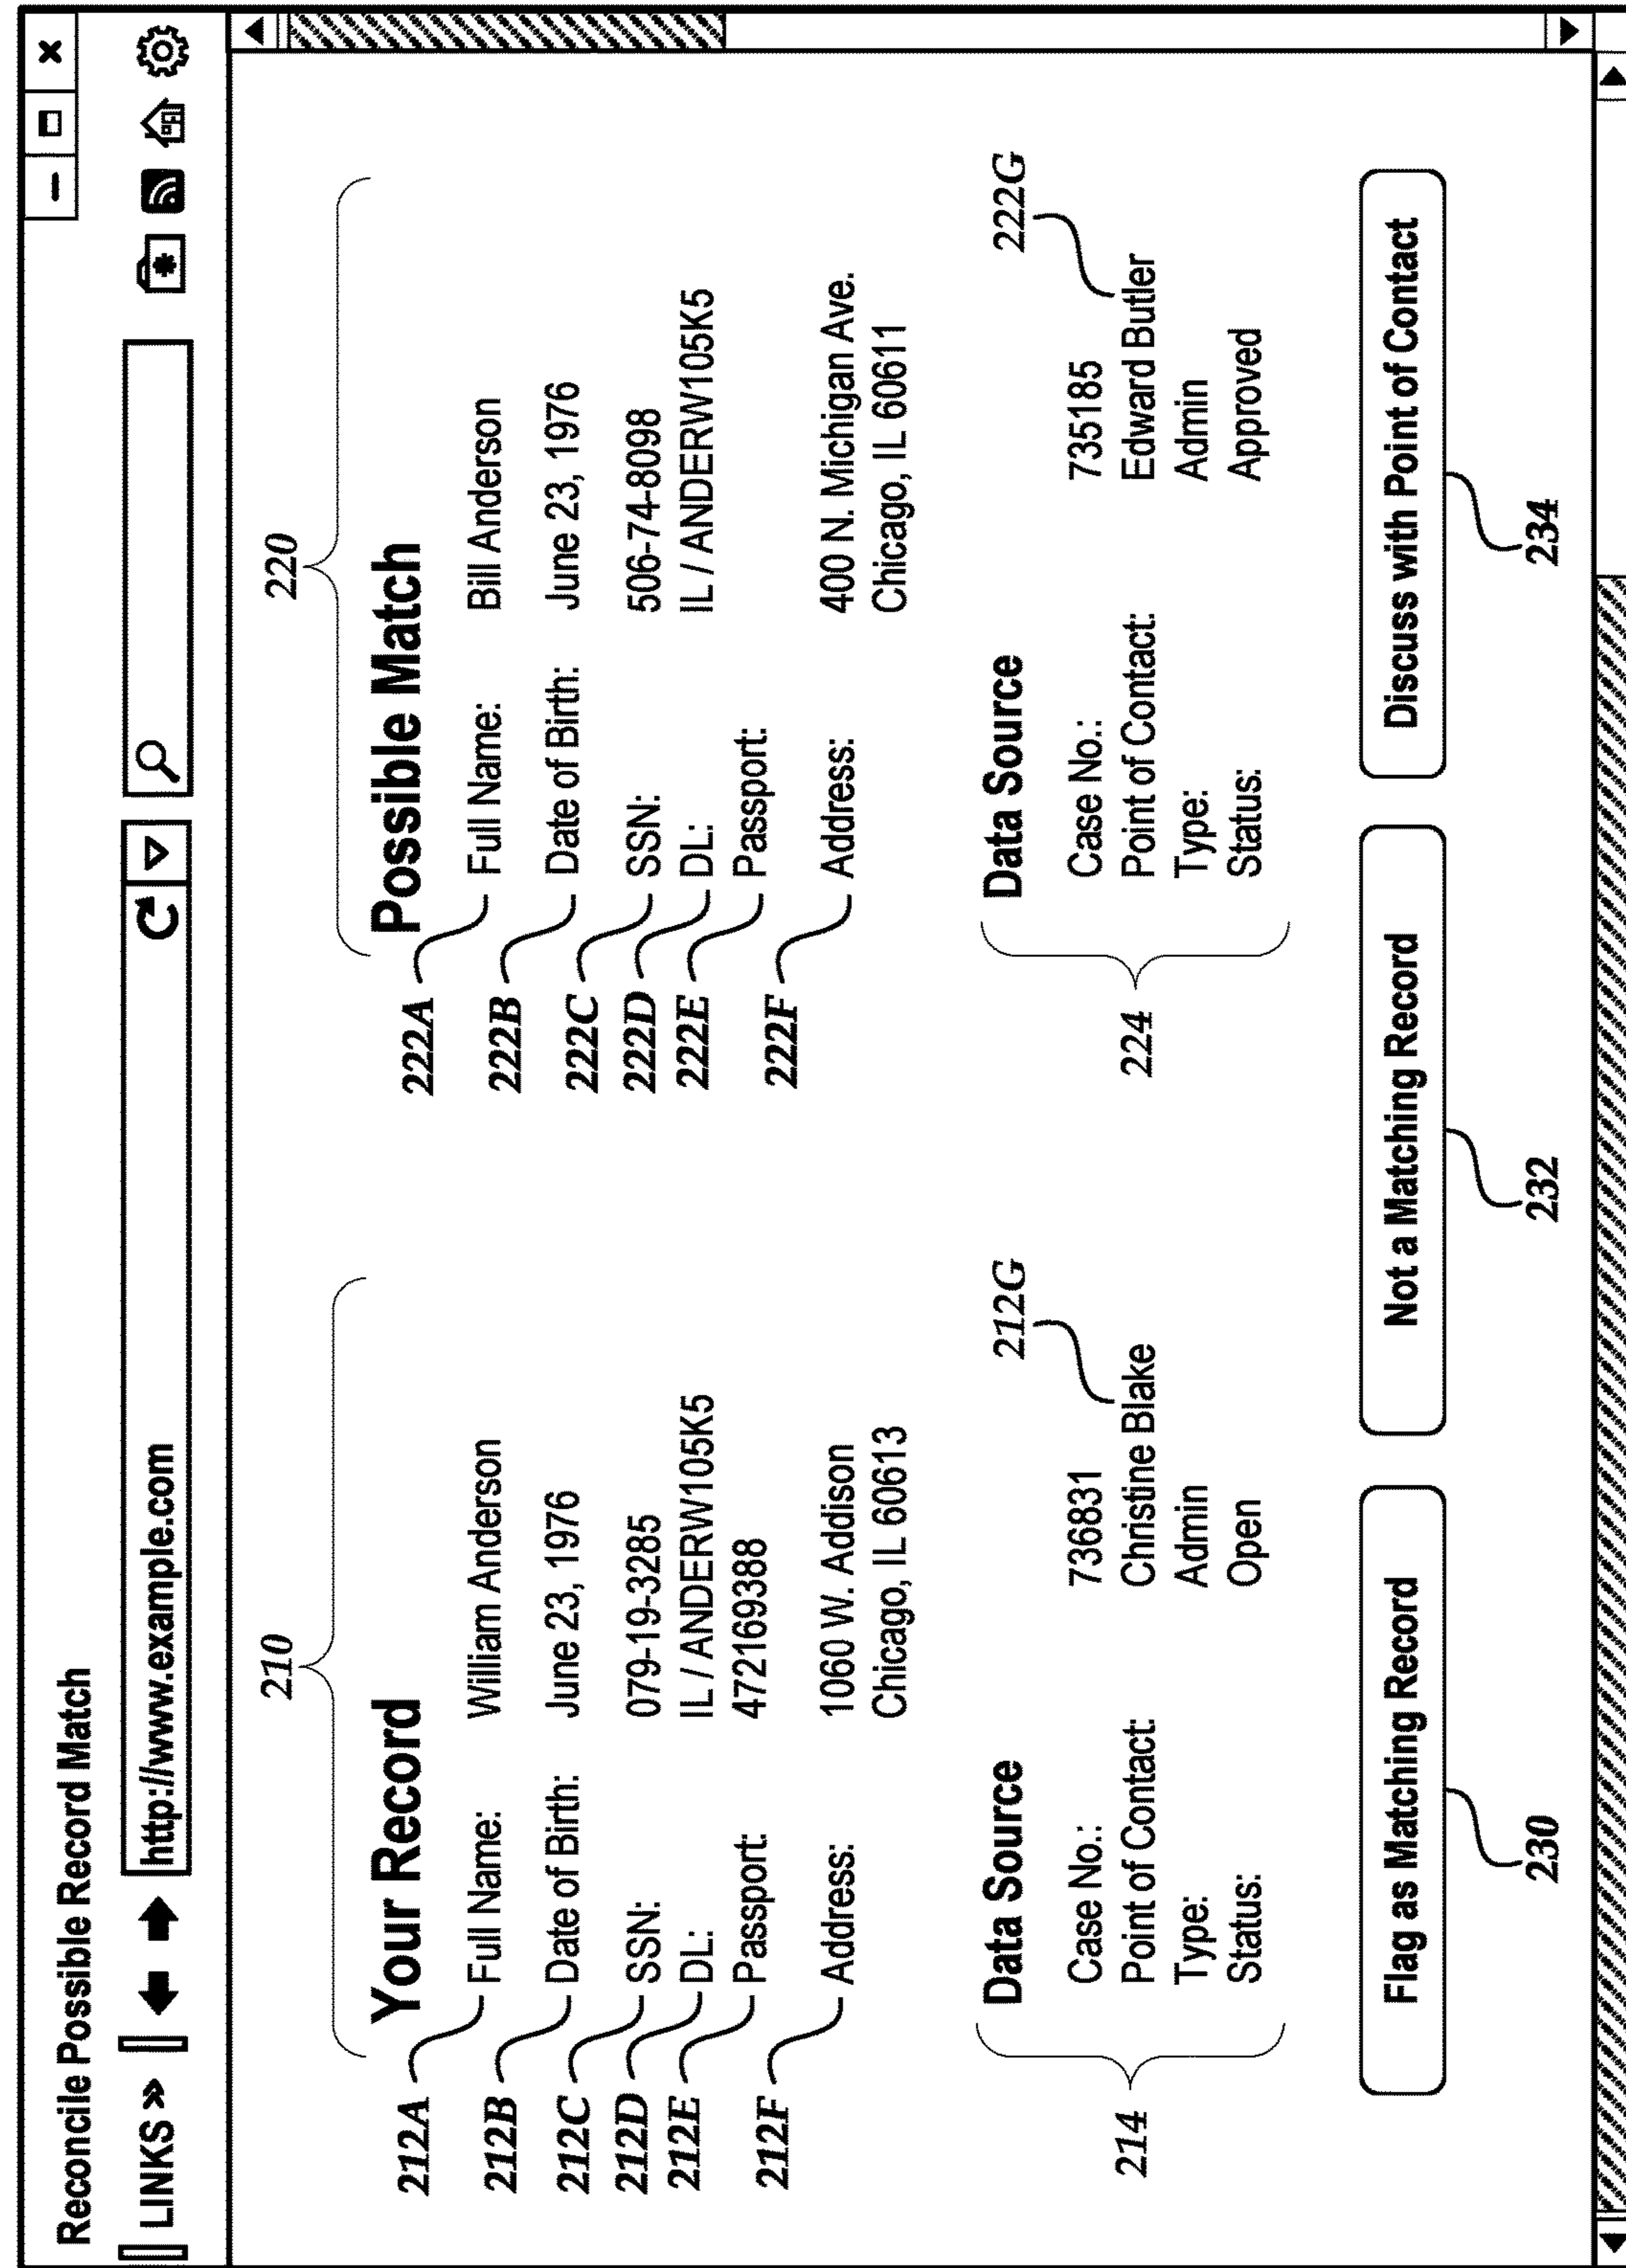 Reconcile Possible Record Match
LINKS » http://www.example.com
210
220
Your Record
212A Full Name: William Anderson
212B Date of Birth: June 23, 1976
212C SSN: 079-19-3285
212D DL: IL / ANDERW105K5
212E Passport: 472169388
212F Address: 1060 W. Addison
Chicago, IL 60613
Data Source
212G
214
Case No.: 736831
Point of Contact: Christine Blake
Type: Admin
Status: Open
Possible Match
222A Full Name: Bill Anderson
222B Date of Birth: June 23, 1976
222C SSN: 506-74-8098
222D DL: IL / ANDERW105K5
222E Passport:
222F Address: 400 N. Michigan Ave.
Chicago, IL 60611
Data Source
222G
224
Case No.: 735185
Point of Contact: Edward Butler
Type: Admin
Status: Approved
Flag as Matching Record
Not a Matching Record
Discuss with Point of Contact
230
232
234